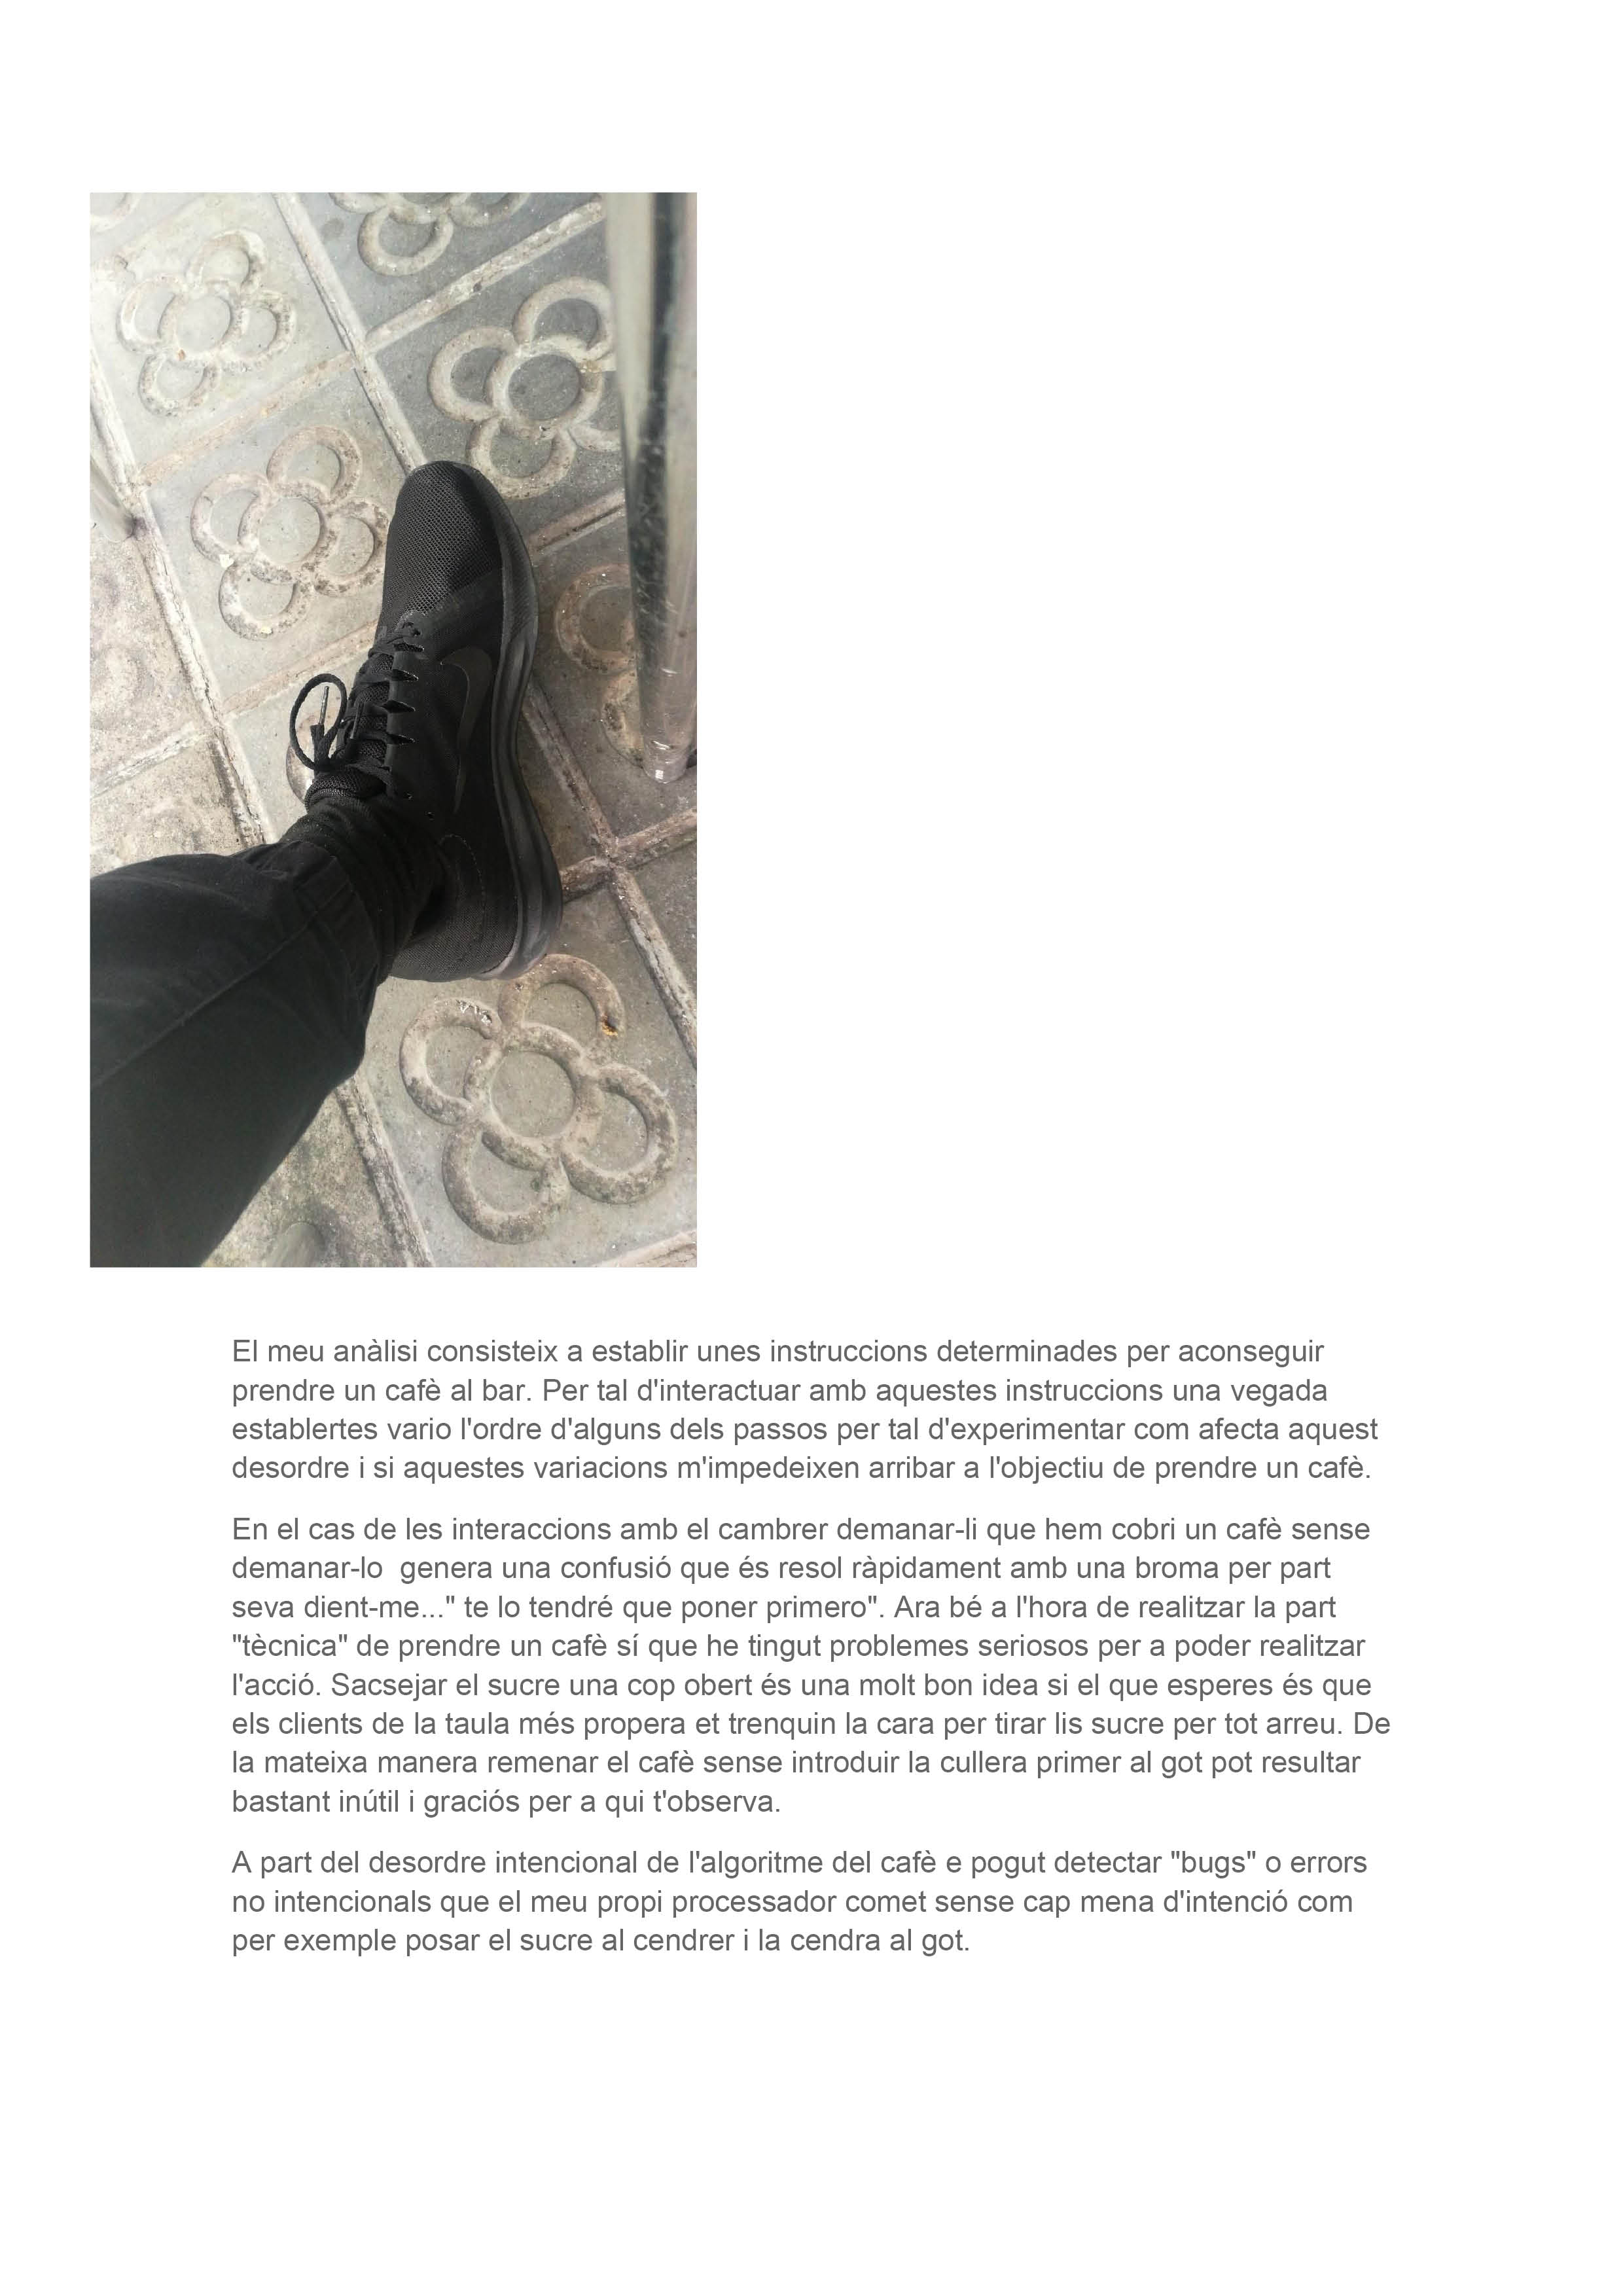 El meu anàlisi consisteix a establir unes instruccions determinades per aconseguir
prendre un cafè al bar. Per tal d'interactuar amb aquestes instruccions una vegada
establertes vario l'ordre d'alguns dels passos per tal d'experimentar com afecta aquest
desordre i si aquestes variacions m'impedeixen arribar a l'objectiu de prendre un cafè.
En el cas de les interaccions amb el cambrer demanar-li que hem cobri un cafè sense
demanar-lo  genera una confusió que és resol ràpidament amb una broma per part
seva dient-me..." te lo tendré que poner primero". Ara bé a l'hora de realitzar la part
"tècnica" de prendre un cafè sí que he tingut problemes seriosos per a poder realitzar
l'acció. Sacsejar el sucre una cop obert és una molt bon idea si el que esperes és que
els clients de la taula més propera et trenquin la cara per tirar lis sucre per tot arreu. De
la mateixa manera remenar el cafè sense introduir la cullera primer al got pot resultar
bastant inútil i graciós per a qui t'observa.
A part del desordre intencional de l'algoritme del cafè e pogut detectar "bugs" o errors
no intencionals que el meu propi processador comet sense cap mena d'intenció com
per exemple posar el sucre al cendrer i la cendra al got.